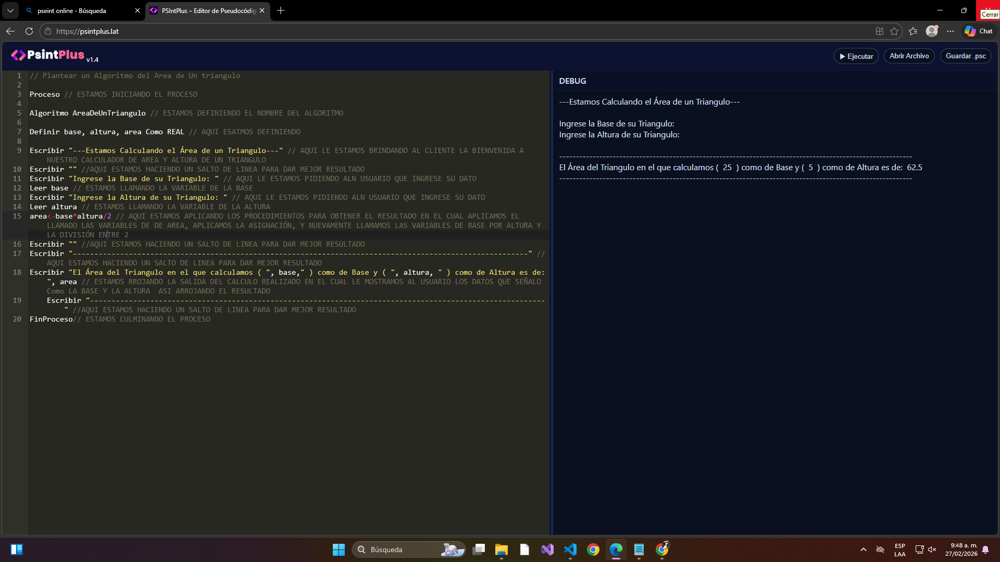 pseint online - Búsqueda
PSIntPlus – Editor de Pseudocódig
Cerrar
https://psintplus.lat
Chat
PsintPlus v1.4
Ejecutar
Abrir Archivo
Guardar .psc
1 // Plantear un Algoritmo del Area de Un triangulo
2
3 Proceso // ESTAMOS INICIANDO EL PROCESO
4
5 Algoritmo AreaDeUnTriangulo // ESTAMOS DEFINIENDO EL NOMBRE DEL ALGORITMO
6
7 Definir base, altura, area Como REAL // AQUI ESATMOS DEFINIENDO
8
9 Escribir "---Estamos Calculando el Área de un Triangulo---" // AQUI LE ESTAMOS BRINDANDO AL CLIENTE LA BIENVENIDA A
NUESTRO CALCULADOR DE AREA Y ALTURA DE UN TRIANGULO
10 Escribir "" //AQUI ESTAMOS HACIENDO UN SALTO DE LINEA PARA DAR MEJOR RESULTADO
11 Escribir "Ingrese la Base de su Triangulo: " // AQUI LE ESTAMOS PIDIENDO ALN USUARIO QUE INGRESE SU DATO
12 Leer base // ESTAMOS LLAMANDO LA VARIABLE DE LA BASE
13 Escribir "Ingrese la Altura de su Triangulo: " // AQUI LE ESTAMOS PIDIENDO ALN USUARIO QUE INGRESE SU DATO
14 Leer altura // ESTAMOS LLAMANDO LA VARIABLE DE LA ALTURA
15 area<-base*altura/2 // AQUI ESTAMOS APLICANDO LOS PROCEDIMIENTOS PARA OBTENER EL RESULTADO EN EL CUAL APLICAMOS EL
LLAMADO LAS VARIABLES DE DE AREA, APLICAMOS LA ASIGNACIÓN, Y NUEVAMENTE LLAMAMOS LAS VARIABLES DE BASE POR ALTURA Y
LA DIVISIÓN ENTRE 2
16 Escribir "" //AQUI ESTAMOS HACIENDO UN SALTO DE LINEA PARA DAR MEJOR RESULTADO
17 Escribir "----------------------------------------------------------------------------------------------------------" //
AQUI ESTAMOS HACIENDO UN SALTO DE LINEA PARA DAR MEJOR RESULTADO
18 Escribir "El Área del Triangulo en el que calculamos ( ", base," ) como de Base y ( ", altura, " ) como de Altura es de:
", area // ESTAMOS RROJANDO LA SALIDA DEL CALCULO REALIZADO EN EL CUAL LE MOSTRAMOS AL USUARIO LOS DATOS QUE SEÑALO
Como LA BASE Y LA ALTURA  ASI ARROJANDO EL RESULTADO
19 Escribir "----------------------------------------------------------------------------------------------------------
" //AQUI ESTAMOS HACIENDO UN SALTO DE LINEA PARA DAR MEJOR RESULTADO
20 FinProceso// ESTAMOS CULMINANDO EL PROCESO
DEBUG
---Estamos Calculando el Área de un Triangulo---
Ingrese la Base de su Triangulo:
Ingrese la Altura de su Triangulo:
----------------------------------------------------------------------------------------------------------
El Área del Triangulo en el que calculamos (  25  ) como de Base y (  5  ) como de Altura es de:  62.5
----------------------------------------------------------------------------------------------------------
Búsqueda
ESP
LAA
9:48 a. m.
27/02/2026